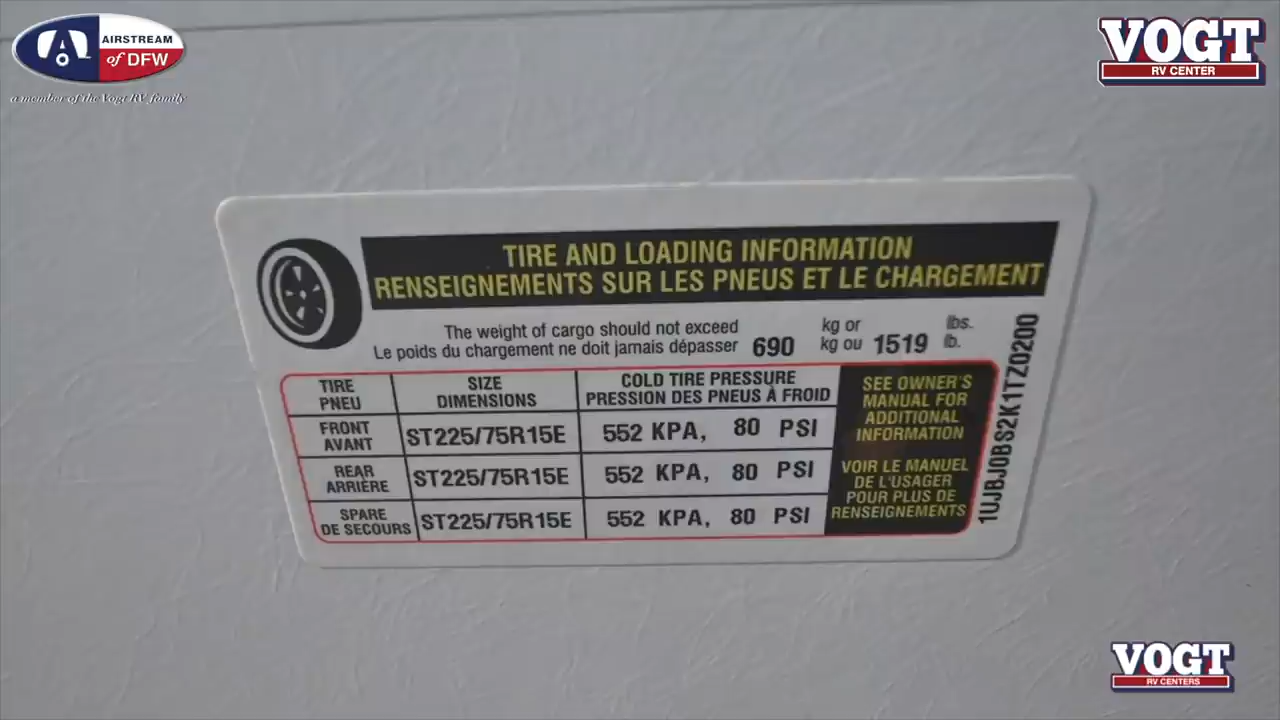 AIRSTREAM
of DFW
a member of the Vogt RV family
VOGT
RV CENTER
TIRE AND LOADING INFORMATION
RENSEIGNEMENTS SUR LES PNEUS ET LE CHARGEMENT
The weight of cargo should not exceed
Le poids du chargement ne doit jamais dépasser
690
kg or
kg ou
1519
lbs.
lb.
TIRE
PNEU
SIZE
DIMENSIONS
COLD TIRE PRESSURE
PRESSION DES PNEUS À FROID
FRONT
AVANT
ST225/75R15E
552 KPA, 80 PSI
REAR
ARRIÈRE
ST225/75R15E
552 KPA, 80 PSI
SPARE
DE SECOURS
ST225/75R15E
552 KPA, 80 PSI
SEE OWNER'S
MANUAL FOR
ADDITIONAL
INFORMATION
VOIR LE MANUEL
DE L'USAGER
POUR PLUS DE
RENSEIGNEMENTS
1UJBJ0BS2K1TZ0200
VOGT
RV CENTERS